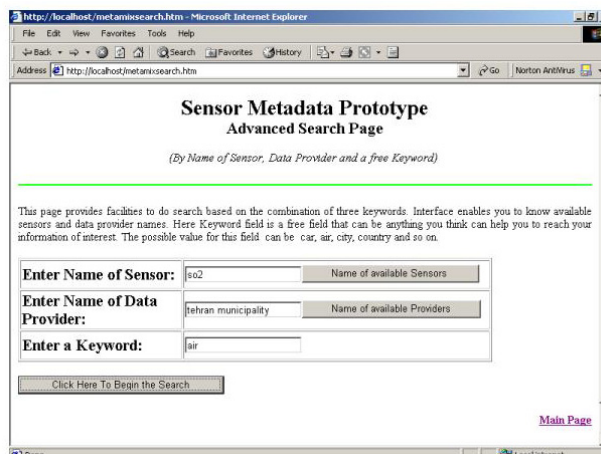 http://localhost/metamixsearch.htm - Microsoft Internet Explorer
File Edit View Favorites Tools Help
Back Search Favorites History
Address http://localhost/metamixsearch.htm Go Norton AntiVirus
Sensor Metadata Prototype
Advanced Search Page
(By Name of Sensor, Data Provider and a free Keyword)
This page provides facilities to do search based on the combination of three keywords. Interface enables you to know available
sensors and data provider names. Here Keyword field is a free field that can be anything you think can help you to reach your
information of interest. The possible value for this field can be car, air, city, country and so on.
Enter Name of Sensor: so2 Name of available Sensors
Enter Name of Data
Provider: tehran municipality Name of available Providers
Enter a Keyword: air
Click Here To Begin the Search
Main Page